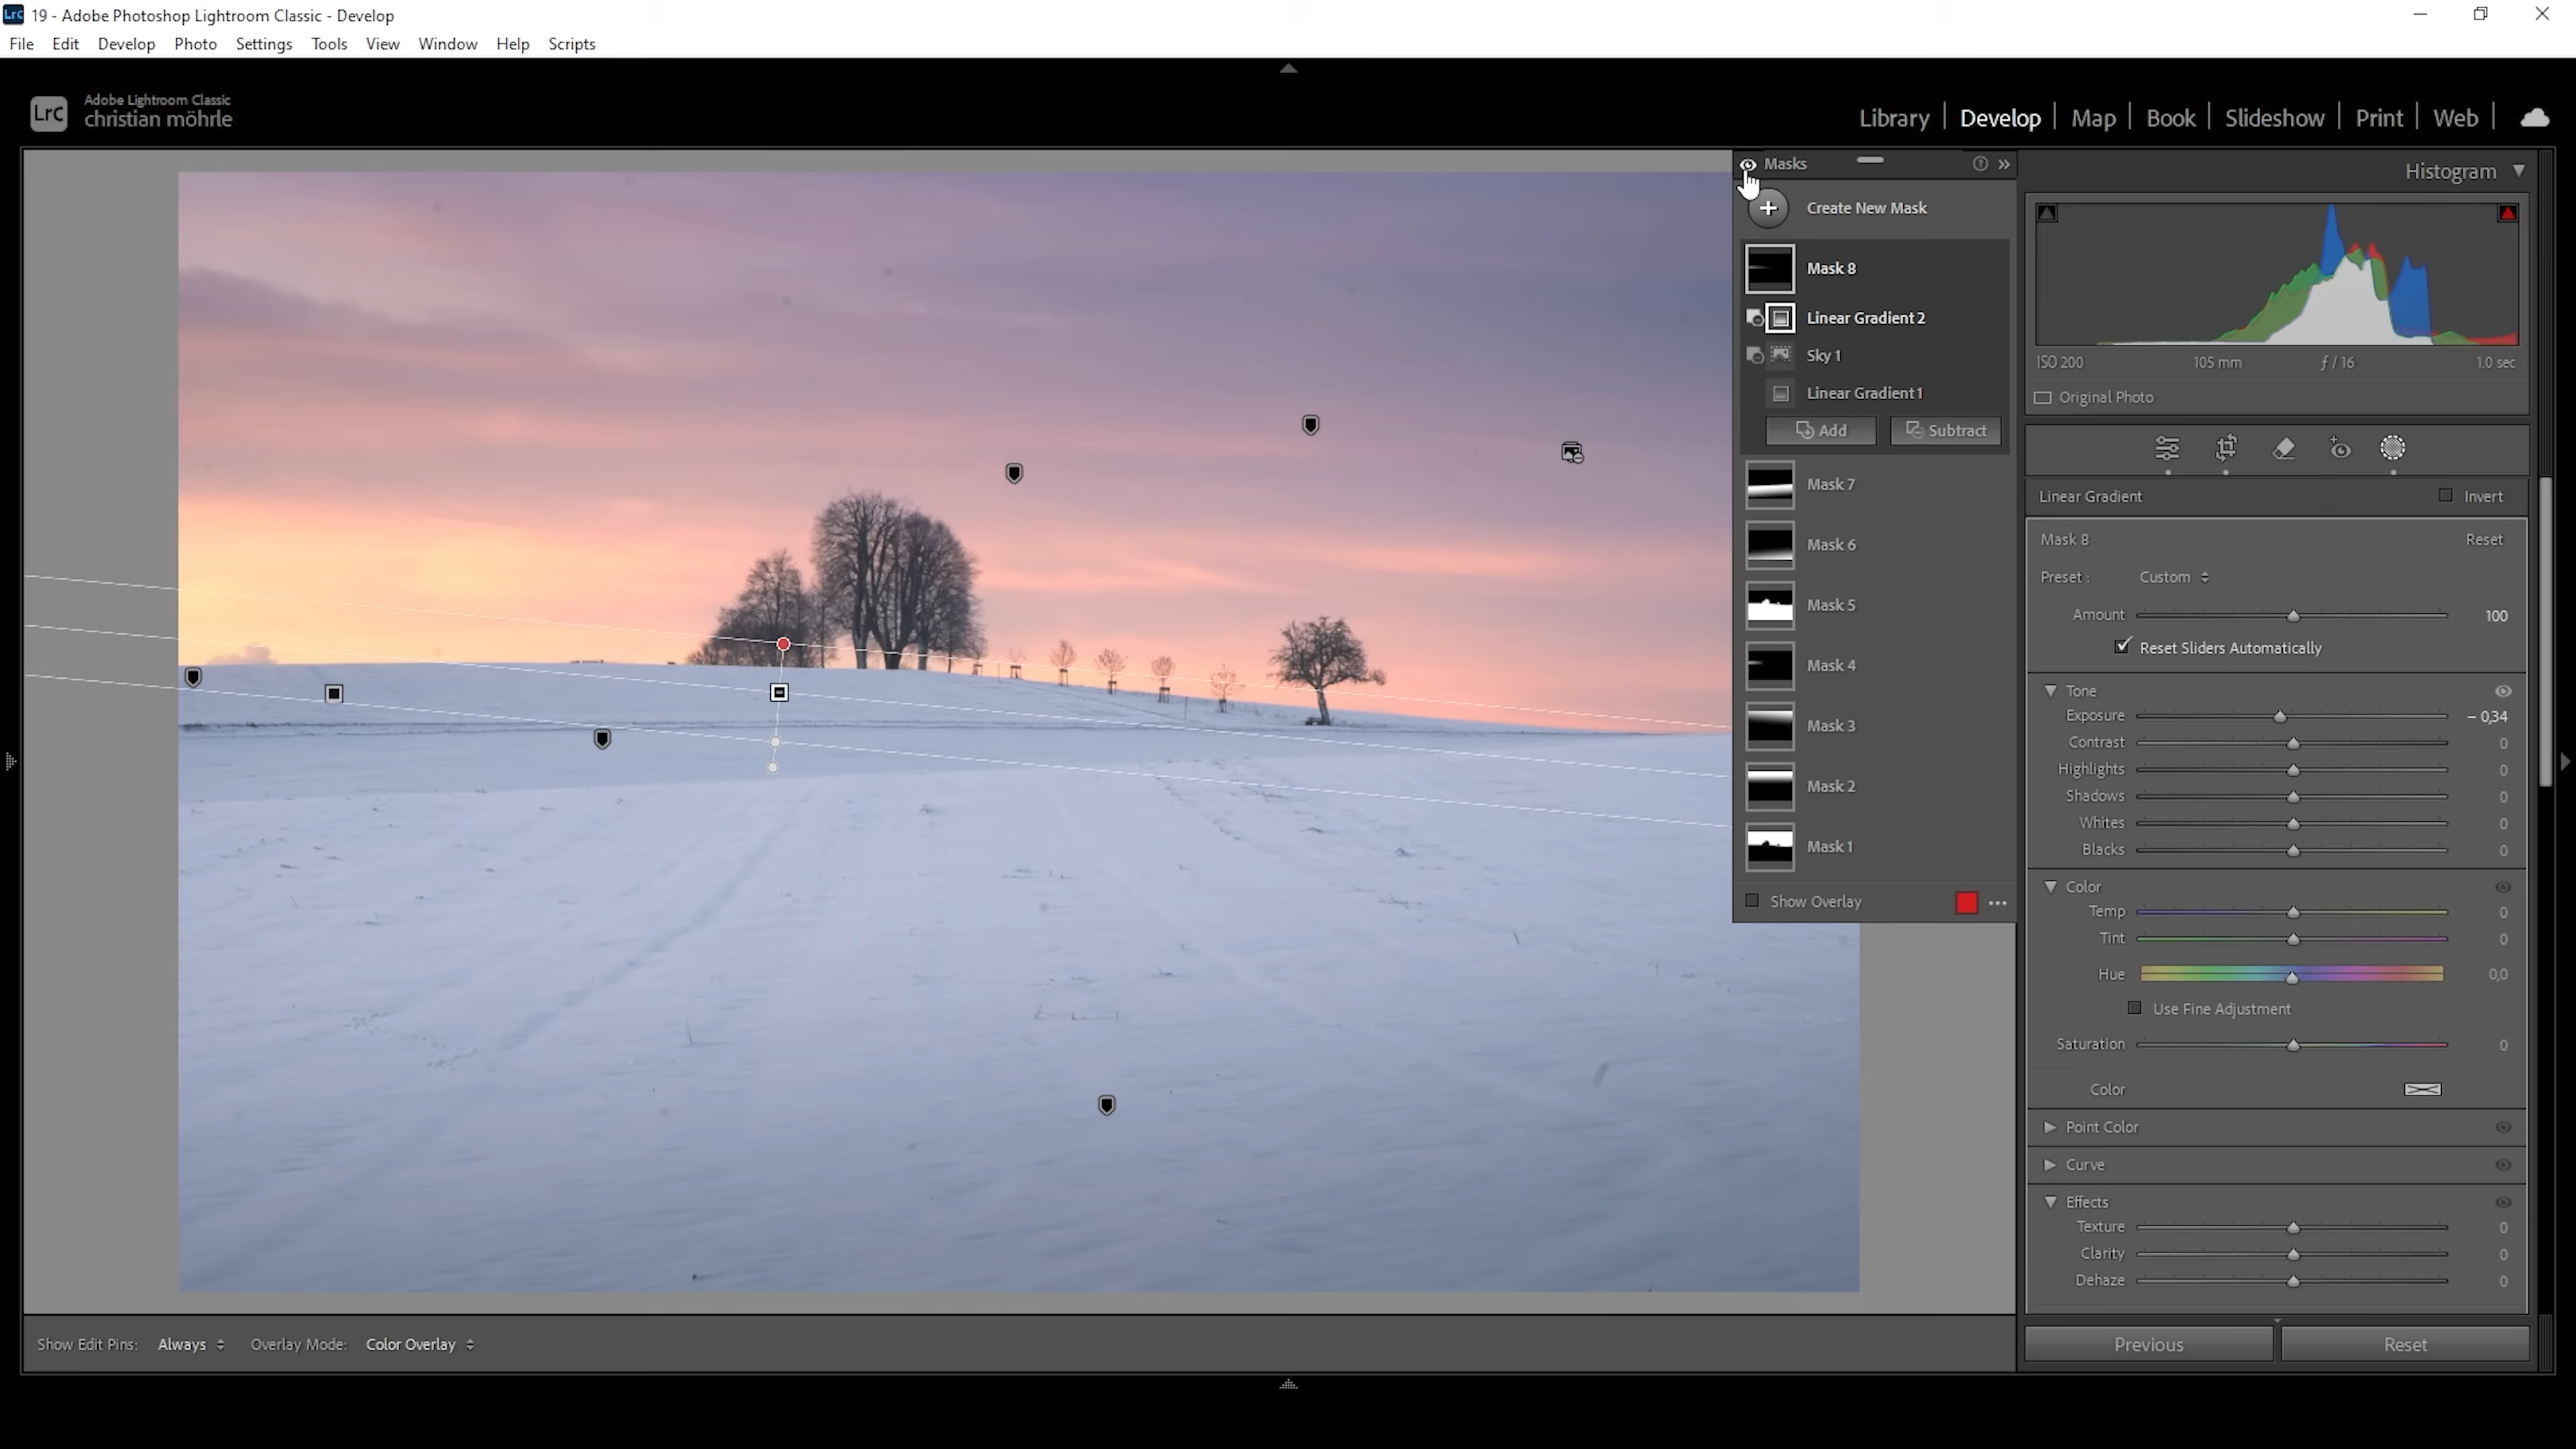 Lrc 19 - Adobe Photoshop Lightroom Classic - Develop
File Edit Develop Photo Settings Tools View Window Help Scripts
Lrc
Adobe Lightroom Classic
christian möhrle
Library Develop Map Book Slideshow Print Web
Masks
Create New Mask
Mask 8
Linear Gradient 2
Sky 1
Linear Gradient 1
Add Subtract
Mask 7
Mask 6
Mask 5
Mask 4
Mask 3
Mask 2
Mask 1
Show Overlay
Histogram
ISO 200 105 mm ƒ / 16 1.0 sec
Original Photo
Linear Gradient Invert
Mask 8 Reset
Preset : Custom
Amount 100
Reset Sliders Automatically
Tone
Exposure – 0,34
Contrast 0
Highlights 0
Shadows 0
Whites 0
Blacks 0
Color
Temp 0
Tint 0
Hue 0,0
Use Fine Adjustment
Saturation 0
Color
Point Color
Curve
Effects
Texture 0
Clarity 0
Dehaze 0
Show Edit Pins: Always Overlay Mode: Color Overlay
Previous Reset